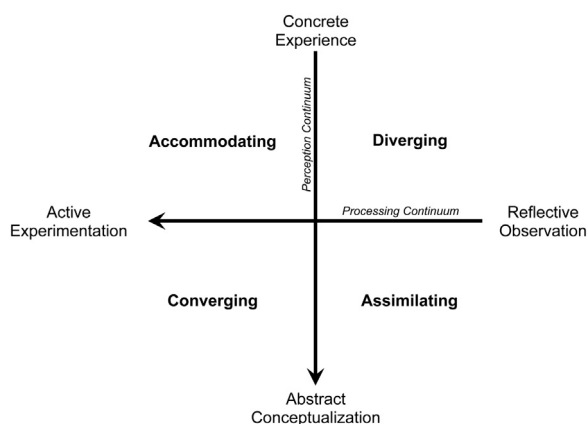 Concrete
Experience
Perception Continuum
Accommodating
Diverging
Processing Continuum
Active
Experimentation
Reflective
Observation
Converging
Assimilating
Abstract
Conceptualization